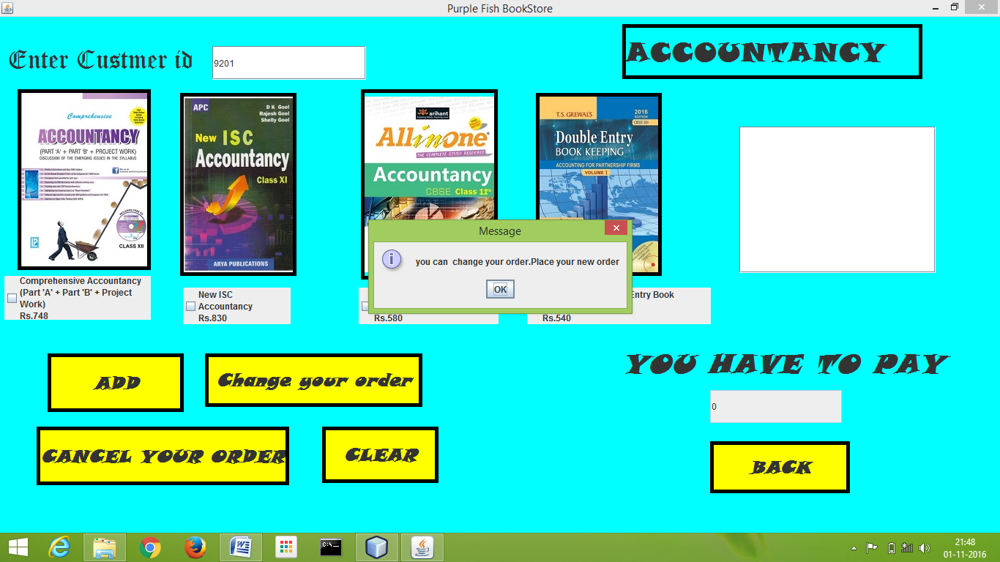 Purple Fish BookStore
Enter Custmer id
9201
ACCOUNTANCY
Comprehensive
ACCOUNTANCY
(PART 'A' + PART 'B' + PROJECT WORK)
DISCUSSION OF THE EMERGING ISSUES IN THE SYLLABUS
INCLUDING FREE CD
CLASS XII
APC
D K Goel
Rajesh Goel
Shelly Goel
New ISC
Accountancy
Class XI
ARYA PUBLICATIONS
arihant
All in One
THE COMPLETE STUDY RESOURCE
Accountancy
CBSE Class 11th
T.S. GREWAL'S
2016
EDITION
CBSE XII
Double Entry
BOOK KEEPING
ACCOUNTING FOR PARTNERSHIP FIRMS
VOLUME I
Message
you can change your order.Place your new order
OK
Comprehensive Accountancy
(Part 'A' + Part 'B' + Project
Work)
Rs.748
New ISC
Accountancy
Rs.830
Rs.580
Entry Book
Rs.540
ADD
Change your order
CANCEL YOUR ORDER
CLEAR
YOU HAVE TO PAY
0
BACK
C:\
21:48
01-11-2016